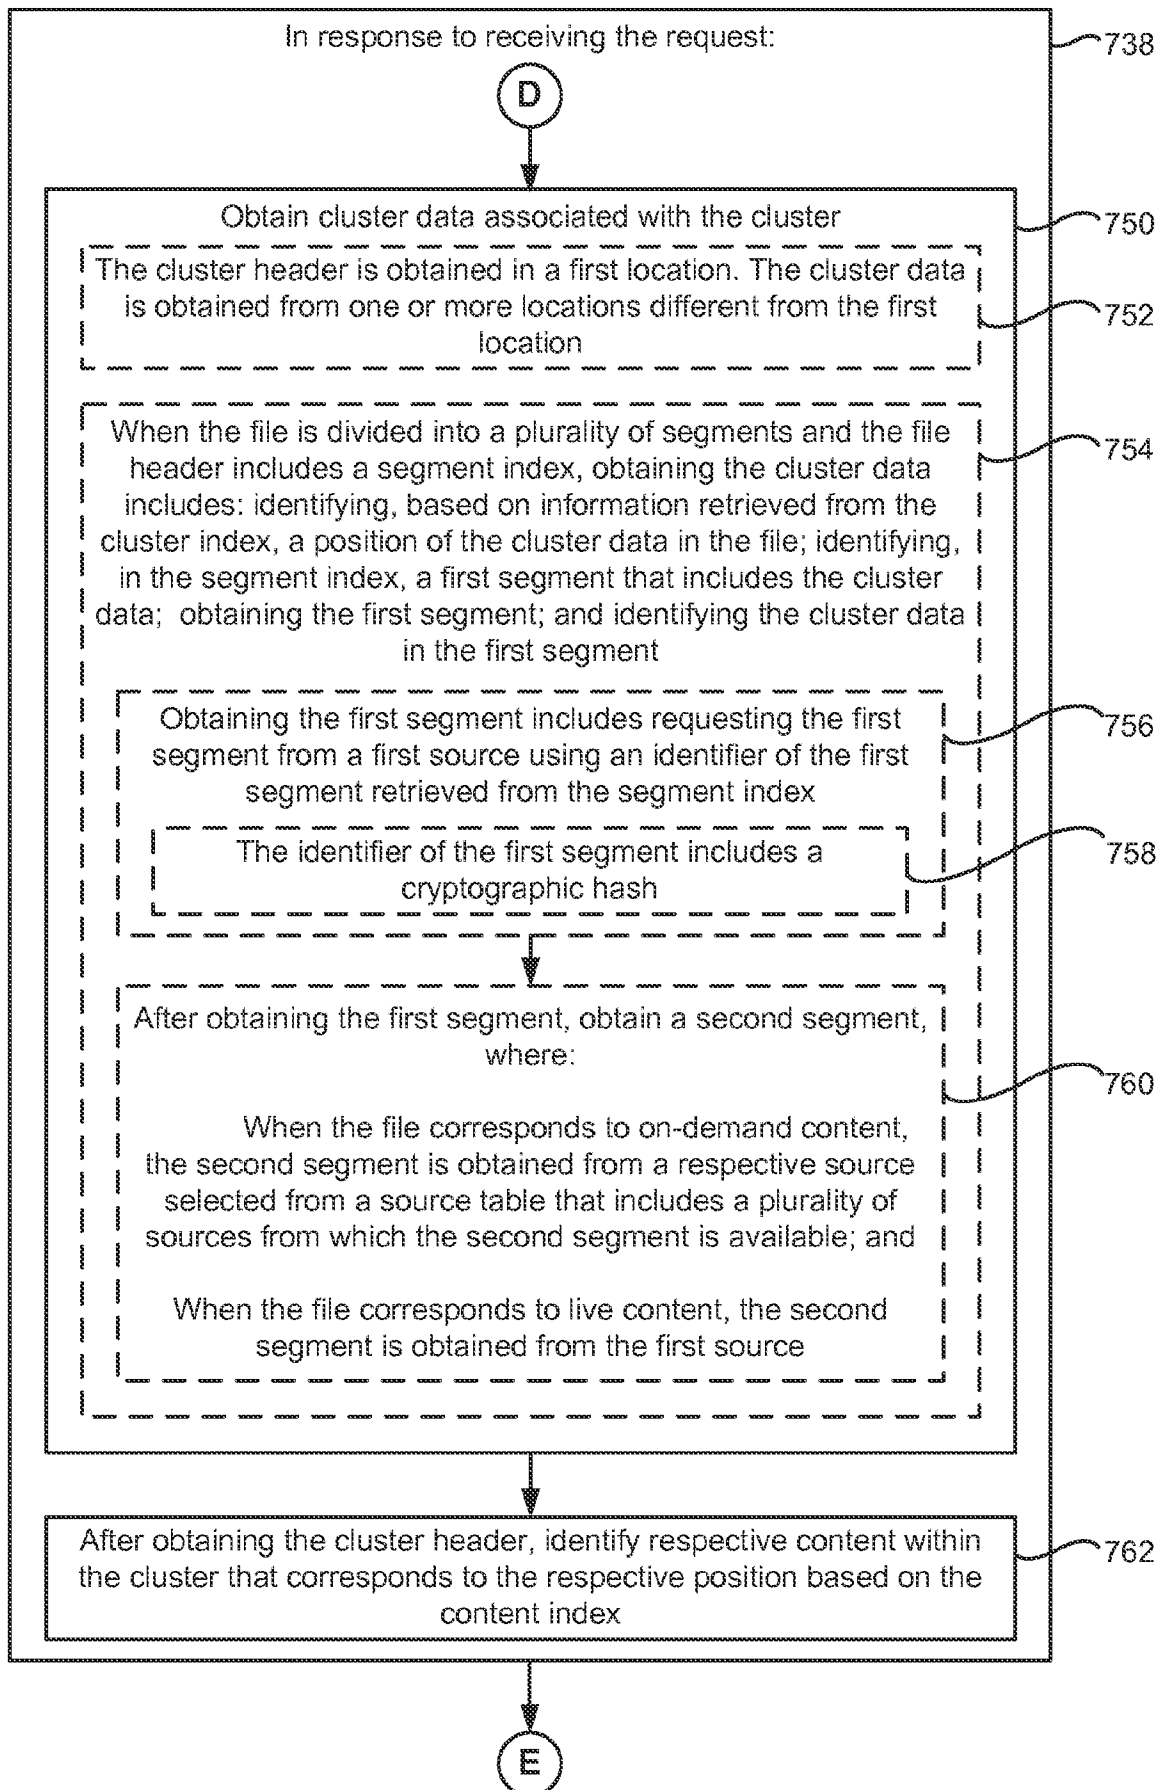 In response to receiving the request:
738
D
Obtain cluster data associated with the cluster
750
The cluster header is obtained in a first location. The cluster data
is obtained from one or more locations different from the first
location
752
When the file is divided into a plurality of segments and the file
header includes a segment index, obtaining the cluster data
includes: identifying, based on information retrieved from the
cluster index, a position of the cluster data in the file; identifying,
in the segment index, a first segment that includes the cluster
data; obtaining the first segment; and identifying the cluster data
in the first segment
754
Obtaining the first segment includes requesting the first
segment from a first source using an identifier of the first
segment retrieved from the segment index
756
The identifier of the first segment includes a
cryptographic hash
758
After obtaining the first segment, obtain a second segment,
where:
760
When the file corresponds to on-demand content,
the second segment is obtained from a respective source
selected from a source table that includes a plurality of
sources from which the second segment is available; and
When the file corresponds to live content, the second
segment is obtained from the first source
After obtaining the cluster header, identify respective content within
the cluster that corresponds to the respective position based on the
content index
762
E